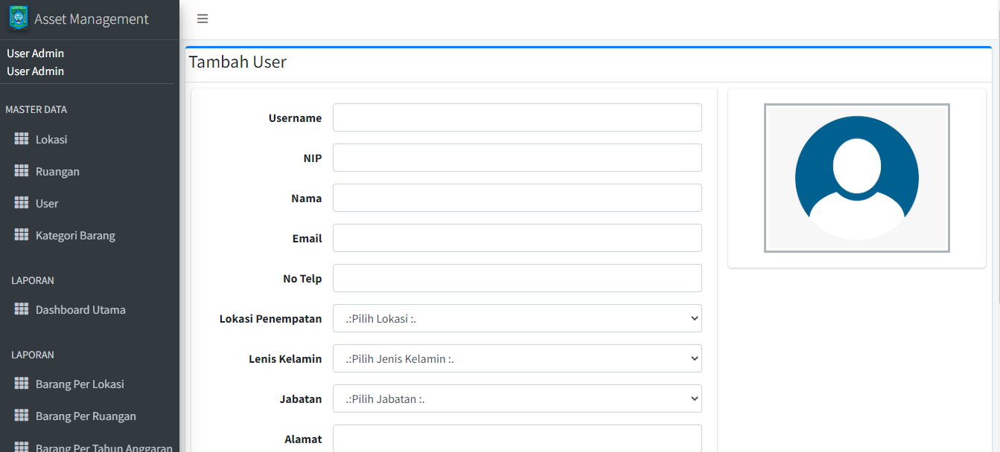 Asset Management
User Admin
User Admin
MASTER DATA
Lokasi
Ruangan
User
Kategori Barang
LAPORAN
Dashboard Utama
LAPORAN
Barang Per Lokasi
Barang Per Ruangan
Barang Per Tahun Anggaran
Tambah User
Username
NIP
Nama
Email
No Telp
Lokasi Penempatan .:Pilih Lokasi :.
Lenis Kelamin .:Pilih Jenis Kelamin :.
Jabatan .:Pilih Jabatan :.
Alamat